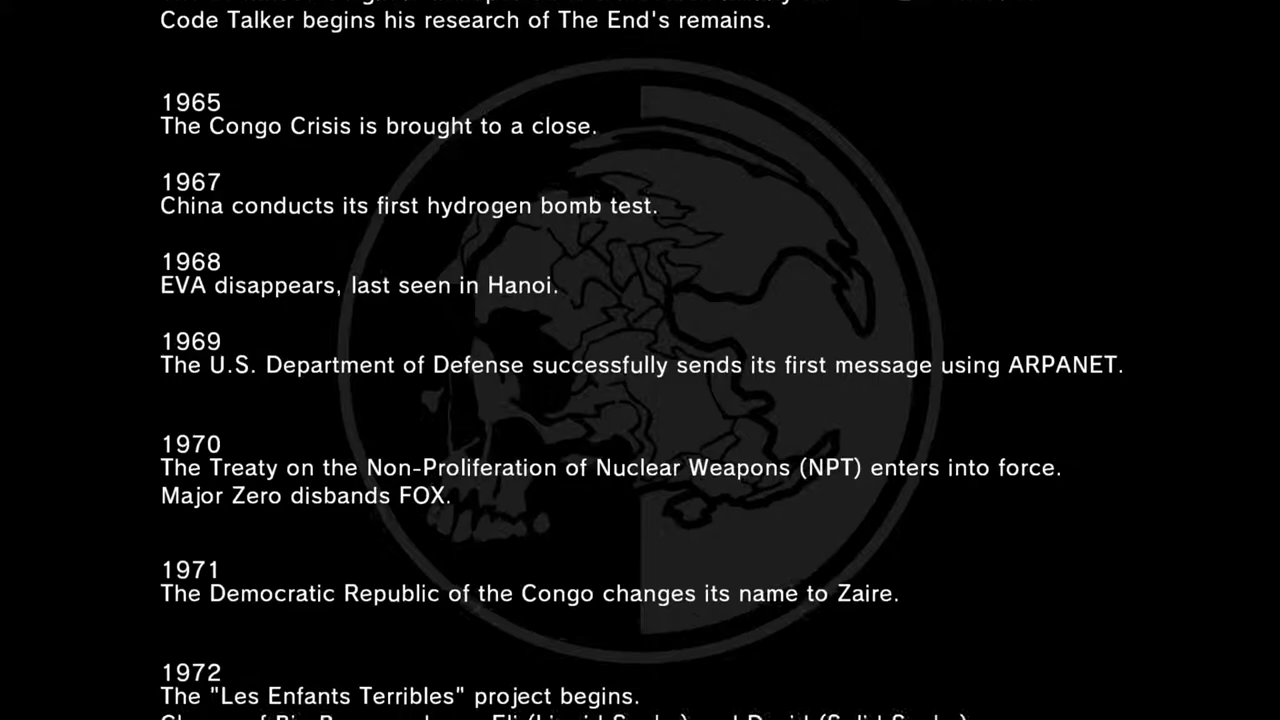 Code Talker begins his research of The End's remains.
1965
The Congo Crisis is brought to a close.
1967
China conducts its first hydrogen bomb test.
1968
EVA disappears, last seen in Hanoi.
1969
The U.S. Department of Defense successfully sends its first message using ARPANET.
1970
The Treaty on the Non-Proliferation of Nuclear Weapons (NPT) enters into force.
Major Zero disbands FOX.
1971
The Democratic Republic of the Congo changes its name to Zaire.
1972
The "Les Enfants Terribles" project begins.